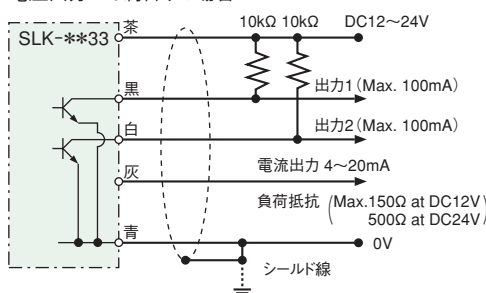 SLK-**33
茶
10kΩ 10kΩ
DC12～24V
黒
出力1（Max. 100mA）
白
出力2（Max. 100mA）
灰
電流出力 4～20mA
負荷抵抗 (Max.150Ω at DC12V
500Ω at DC24V)
青
0V
シールド線